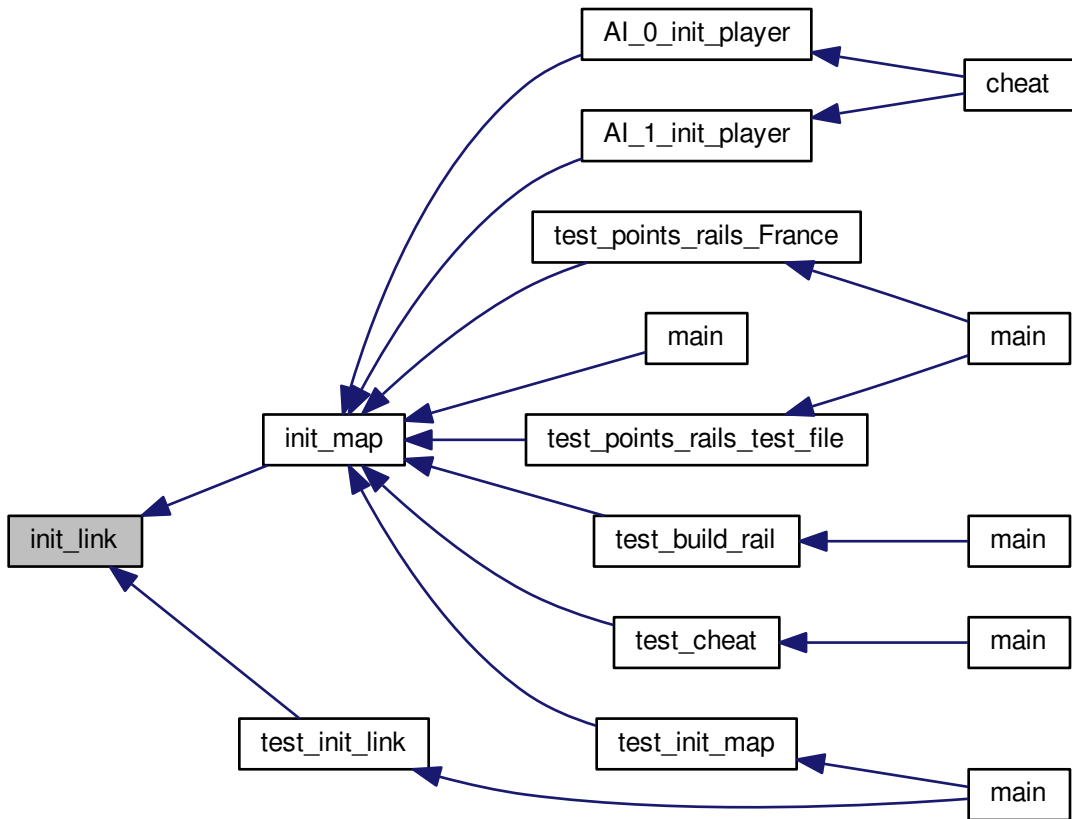 AI_0_init_player
cheat
AI_1_init_player
test_points_rails_France
main
main
init_map
test_points_rails_test_file
init_link
test_build_rail
main
test_cheat
main
test_init_link
test_init_map
main